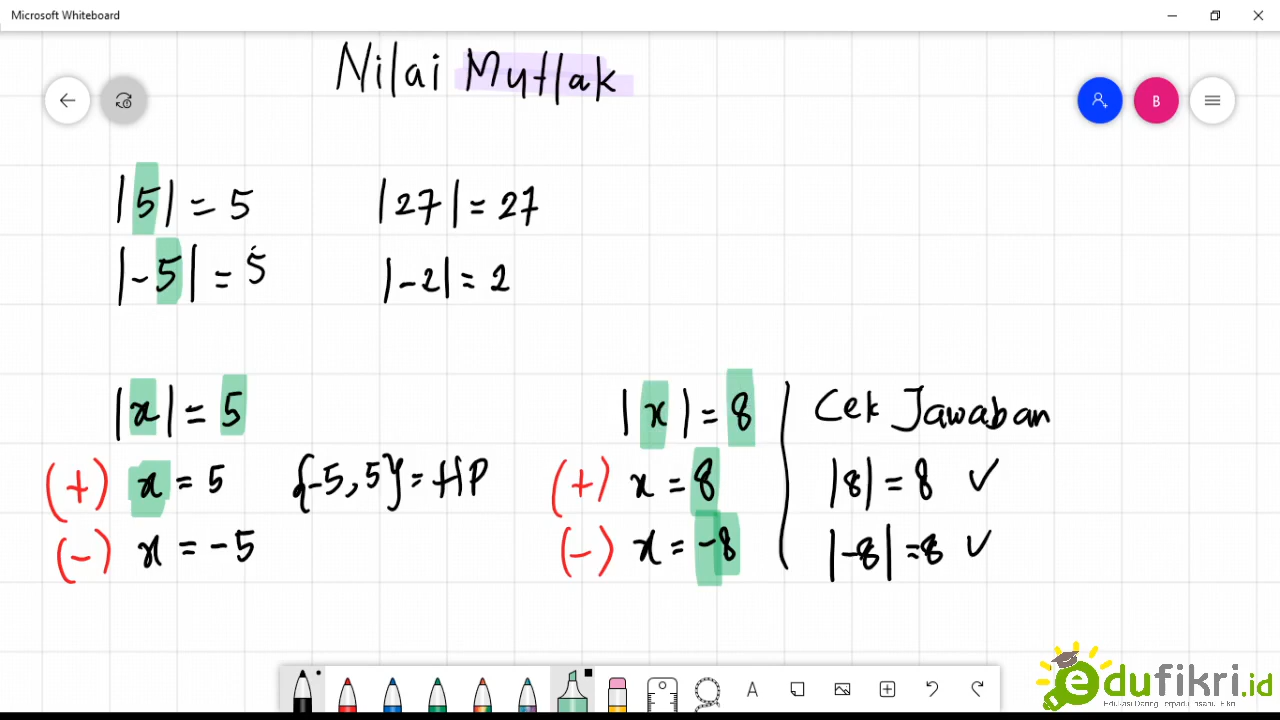 Microsoft Whiteboard
Nilai Mutlak
B
|5| = 5
|27| = 27
|-5| = 5
|-2| = 2
|x| = 5
(+) x = 5
{-5, 5} = HP
(-) x = -5
|x| = 8
(+) x = 8
(-) x = -8
Cek Jawaban
|8| = 8 ✓
|-8| = 8 ✓
A
edufikri.id